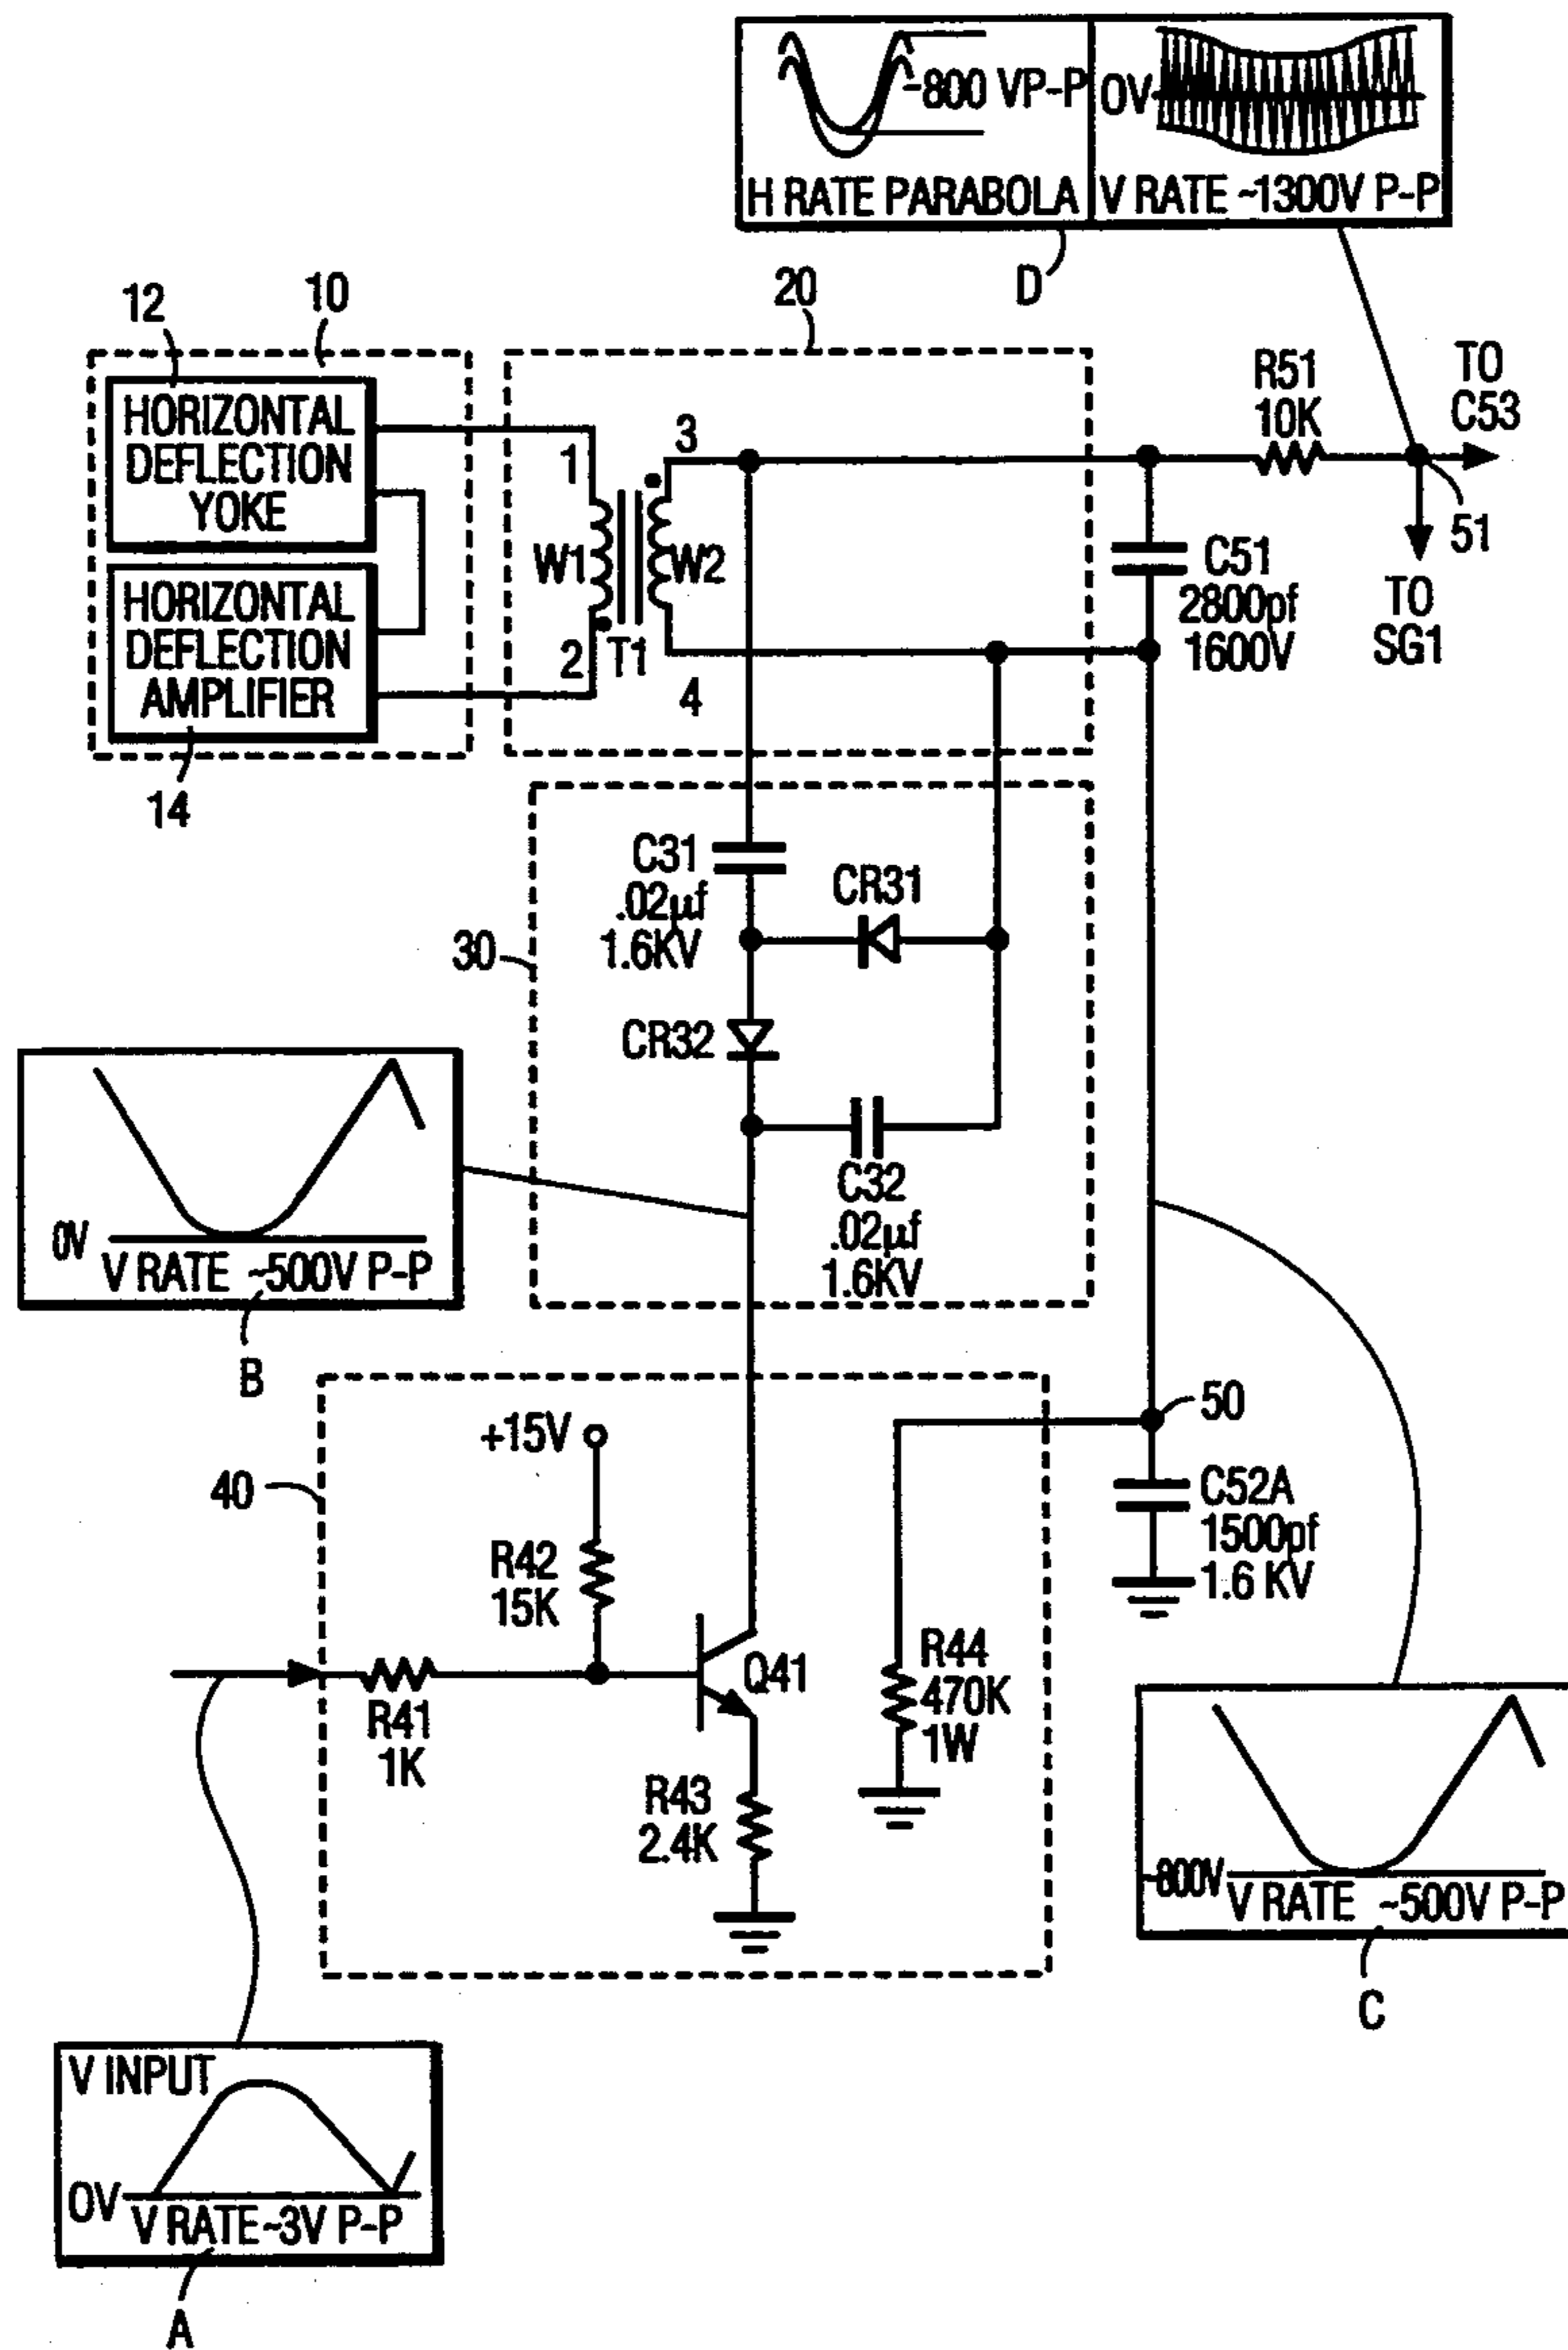 ~800 VP-P
0V
H RATE PARABOLA
V RATE ~1300V P-P
D
12
10
20
HORIZONTAL
DEFLECTION
YOKE
HORIZONTAL
DEFLECTION
AMPLIFIER
14
1
2
W1
T1
W2
3
4
R51
10K
TO
C53
51
TO
SG1
C51
2800pf
1600V
30
C31
.02µf
1.6KV
CR31
CR32
C32
.02µf
1.6KV
0V
V RATE ~500V P-P
B
40
+15V
R42
15K
R41
1K
Q41
R43
2.4K
R44
470K
1W
50
C52A
1500pf
1.6 KV
-800V
V RATE ~500V P-P
C
V INPUT
0V
V RATE ~3V P-P
A